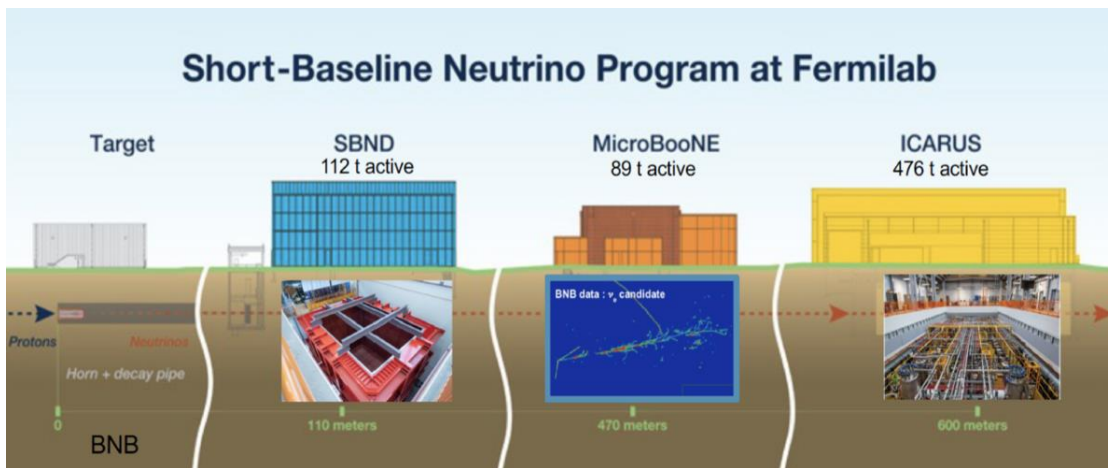 Short-Baseline Neutrino Program at Fermilab
Target
SBND
112 t active
MicroBooNE
89 t active
ICARUS
476 t active
BNB data : νe candidate
Protons
Neutrinos
Horn + decay pipe
0
110 meters
470 meters
600 meters
BNB